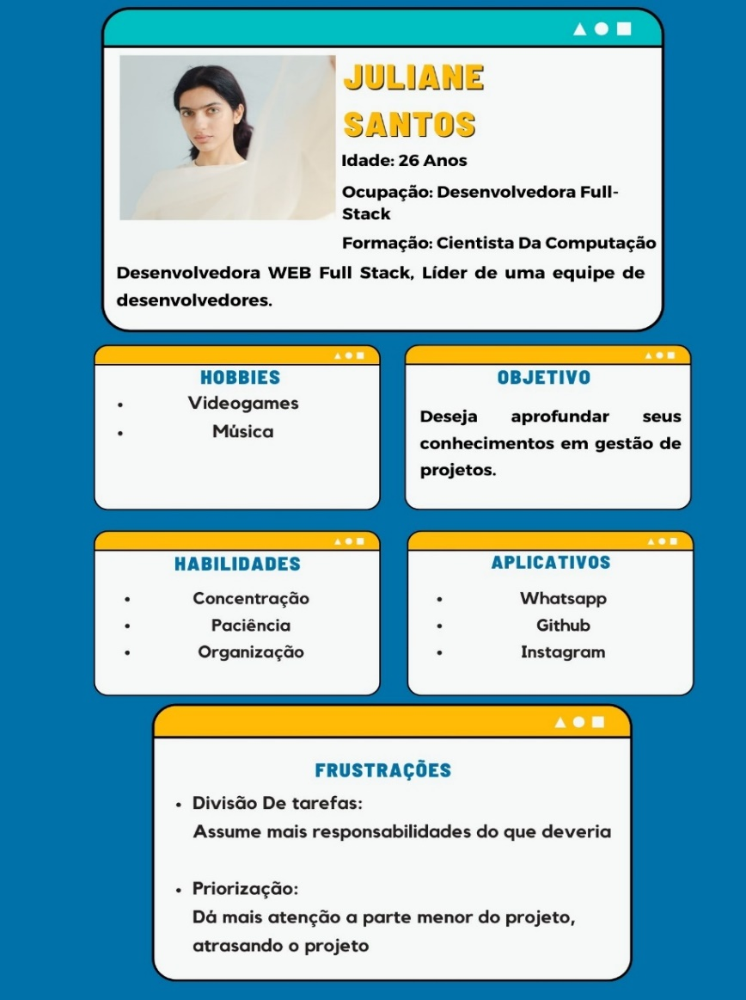 JULIANE
SANTOS
Idade: 26 Anos
Ocupação: Desenvolvedora Full-
Stack
Formação: Cientista Da Computação
Desenvolvedora WEB Full Stack, Líder de uma equipe de
desenvolvedores.
HOBBIES
• Videogames
• Música
OBJETIVO
Deseja aprofundar seus
conhecimentos em gestão de
projetos.
HABILIDADES
• Concentração
• Paciência
• Organização
APLICATIVOS
• Whatsapp
• Github
• Instagram
FRUSTRAÇÕES
• Divisão De tarefas:
Assume mais responsabilidades do que deveria
• Priorização:
Dá mais atenção a parte menor do projeto,
atrasando o projeto